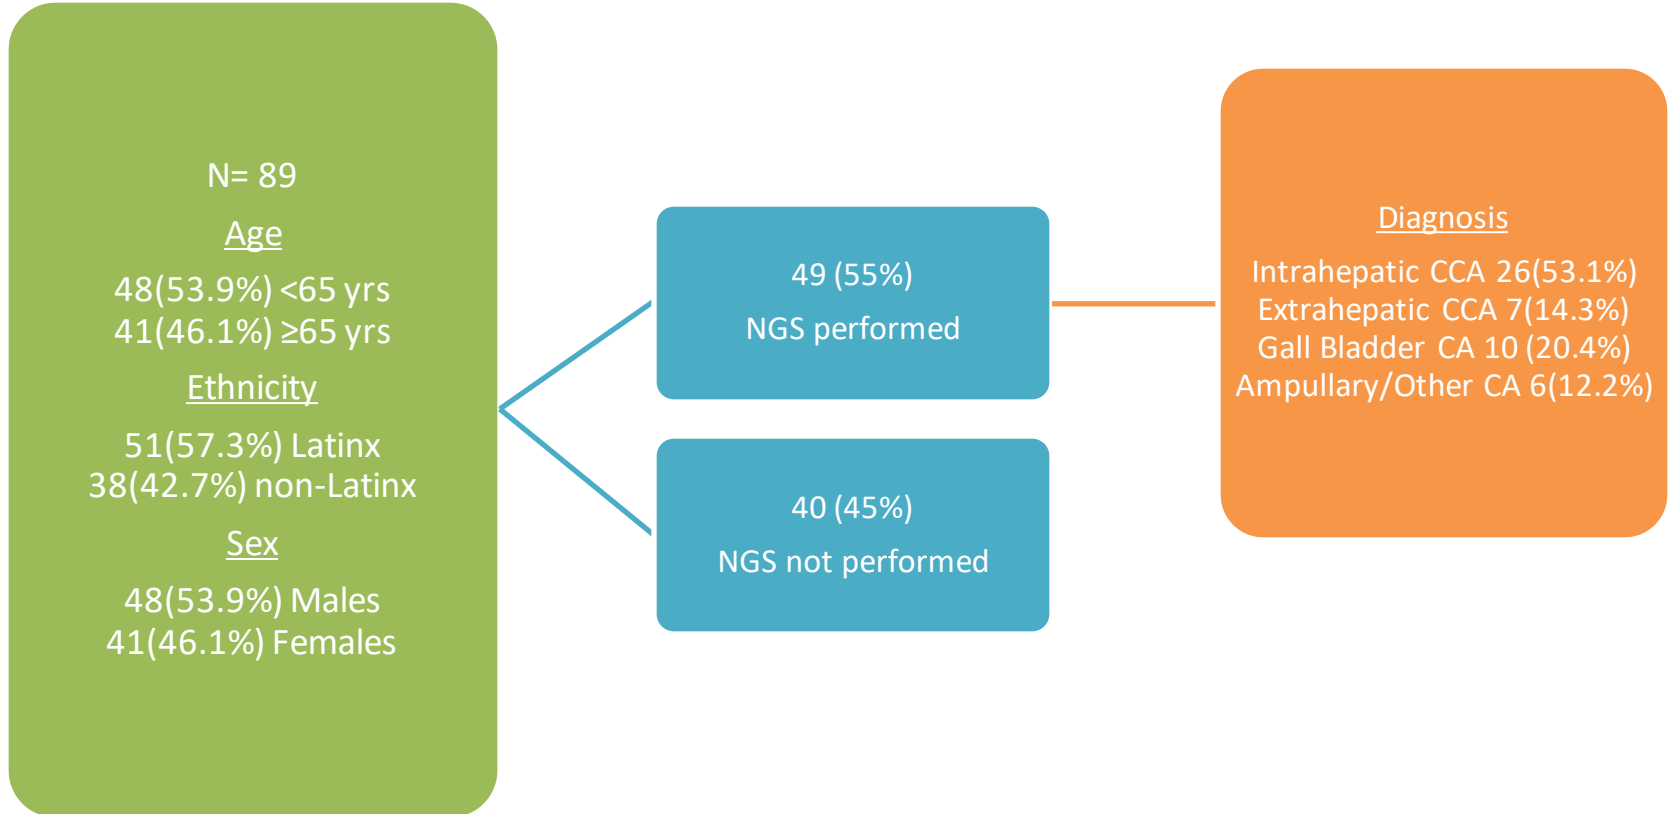 N= 89
Age
48(53.9%) <65 yrs
41(46.1%) ≥65 yrs
Ethnicity
51(57.3%) Latinx
38(42.7%) non-Latinx
Sex
48(53.9%) Males
41(46.1%) Females
49 (55%)
NGS performed
40 (45%)
NGS not performed
Diagnosis
Intrahepatic CCA 26(53.1%)
Extrahepatic CCA 7(14.3%)
Gall Bladder CA 10 (20.4%)
Ampullary/Other CA 6(12.2%)